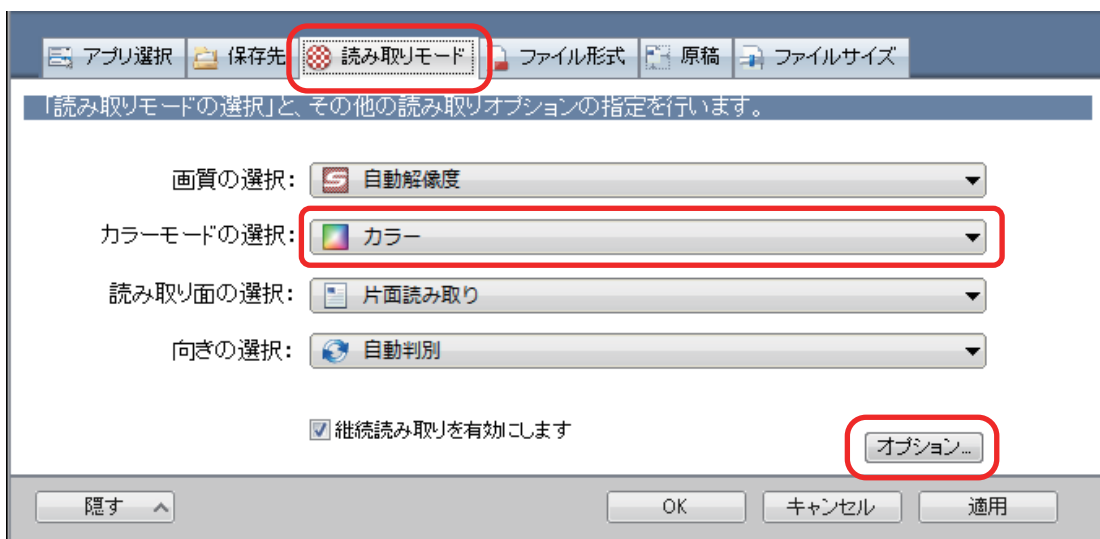 アプリ選択 保存先 読み取りモード ファイル形式 原稿 ファイルサイズ
「読み取りモードの選択」と、その他の読み取りオプションの指定を行います。
画質の選択: 自動解像度
カラーモードの選択: カラー
読み取り面の選択: 片面読み取り
向きの選択: 自動判別
継続読み取りを有効にします
オプション...
隠す OK キャンセル 適用